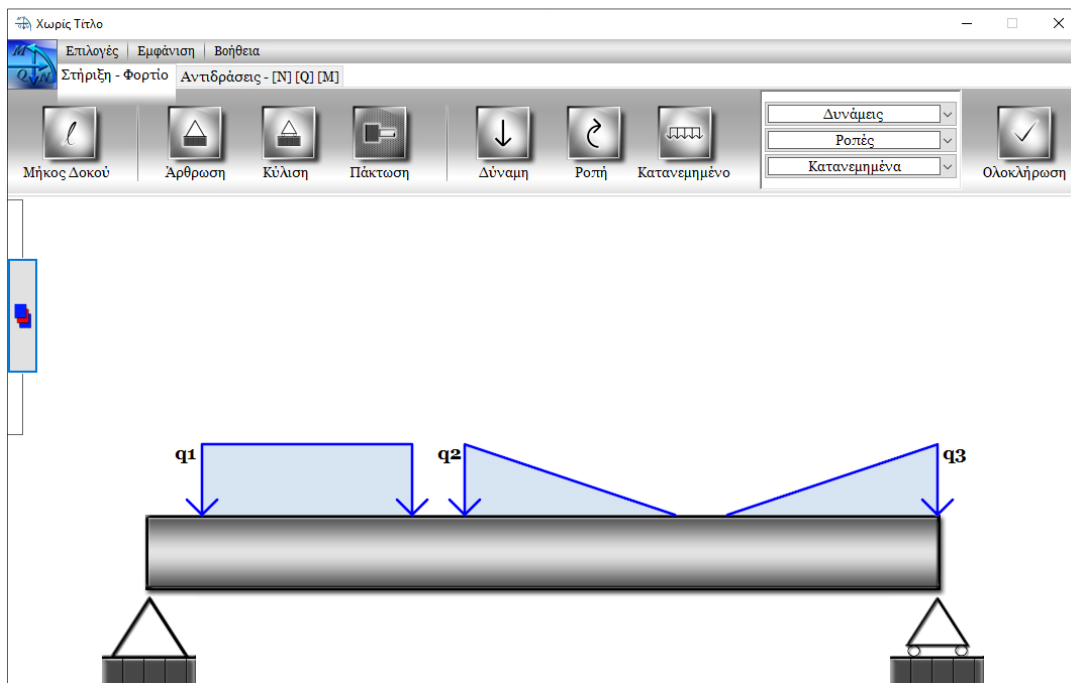 Χωρίς Τίτλο
Επιλογές Εμφάνιση Βοήθεια
M Q N
Στήριξη - Φορτίο Αντιδράσεις - [N] [Q] [M]
ℓ
Μήκος Δοκού Άρθρωση Κύλιση Πάκτωση Δύναμη Ροπή Κατανεμημένο
Δυνάμεις
Ροπές
Κατανεμημένα
Ολοκλήρωση
q1 q2 q3